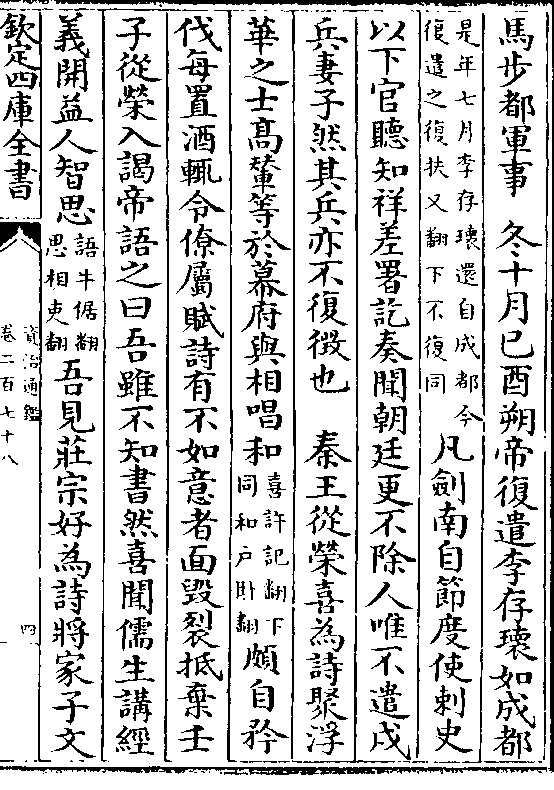 馬步都軍事　冬十月己酉朔帝復遣李存瓌如成都
是年七月李存瓌還自成都今
復遣之復扶又翻下不復同
凡劍南自節度使刺史
以下官聽知祥差署訖奏聞朝廷更不除人唯不遣戍
兵妻子然其兵亦不復徴也　秦王從榮喜為詩聚浮
華之士髙輦等於幕府與相唱和
喜許記翻下
同和戶卧翻
頗自矜
伐每置酒輒令僚屬賦詩有不如意者面毀裂抵棄壬
子從榮入謁帝語之曰吾雖不知書然喜聞儒生講經
義開益人智思
語牛倨翻
思相吏翻
吾見莊宗好為詩將家子文
欽定四庫全書
資治通鑑
卷二百七十八
四